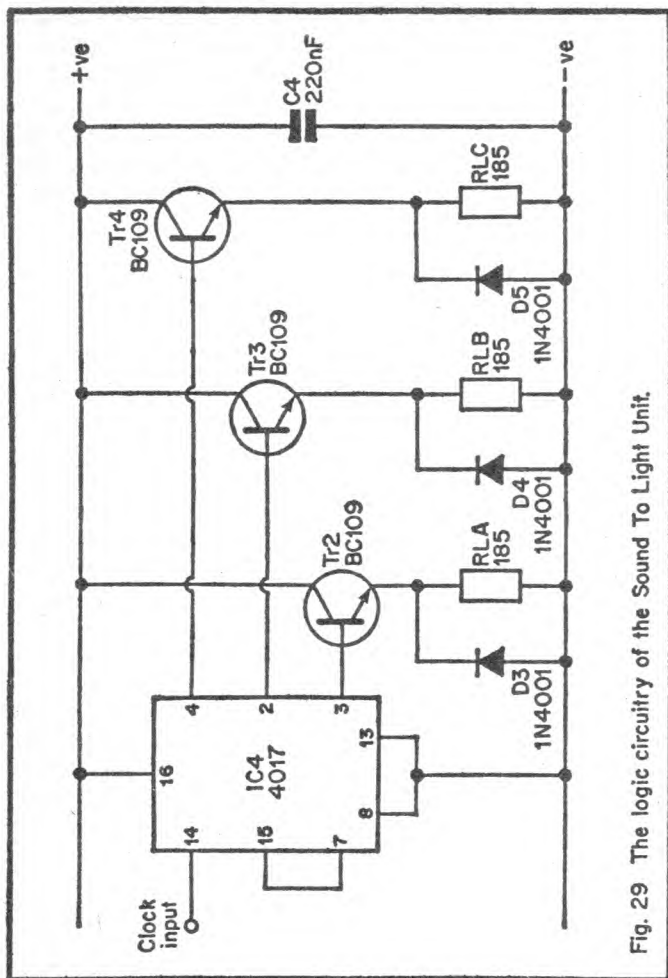 +ve
C4
220nF
Tr4
BC109
Tr3
BC109
Tr2
BC109
Clock
input
14
16
4
15
IC4
4017
2
7
3
8
13
D3
1N4001
RLA
185
D4
1N4001
RLB
185
D5
1N4001
RLC
185
-ve
Fig. 29 The logic circuitry of the Sound To Light Unit.